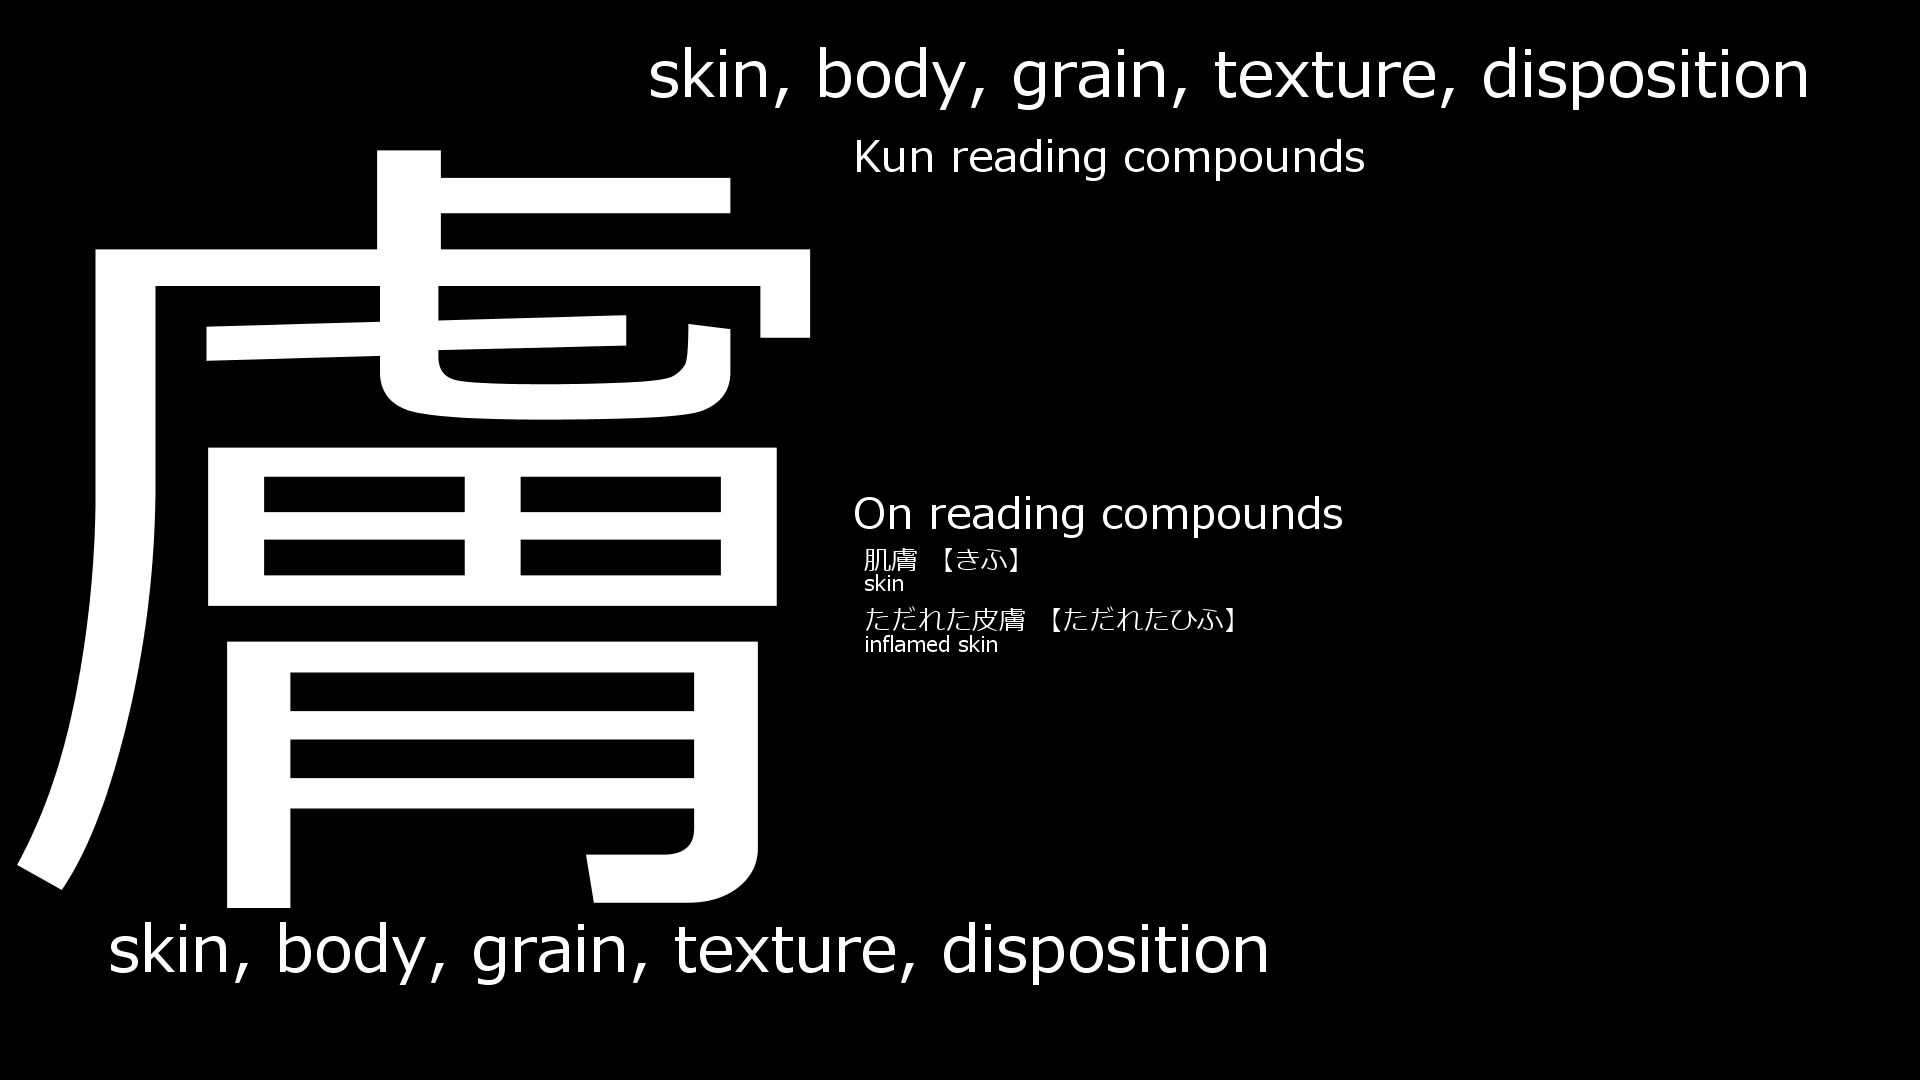 skin, body, grain, texture, disposition
膚
Kun reading compounds
On reading compounds
肌膚 【きふ】
skin
ただれた皮膚 【ただれたひふ】
inflamed skin
skin, body, grain, texture, disposition